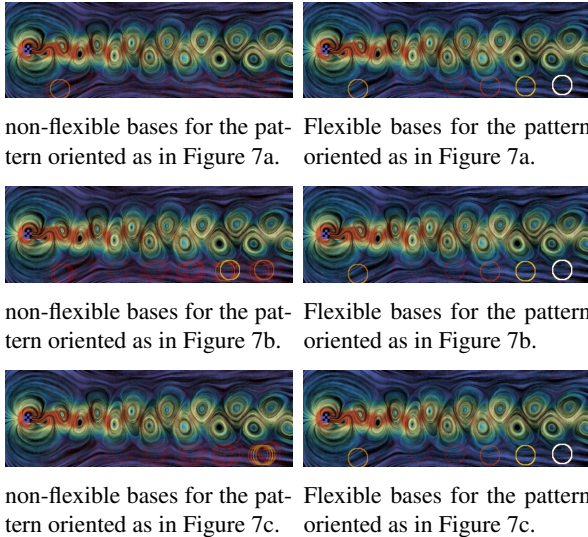 non-flexible bases for the pat-
tern oriented as in Figure 7a.
Flexible bases for the pattern
oriented as in Figure 7a.
non-flexible bases for the pat-
tern oriented as in Figure 7b.
Flexible bases for the pattern
oriented as in Figure 7b.
non-flexible bases for the pat-
tern oriented as in Figure 7c.
Flexible bases for the pattern
oriented as in Figure 7c.